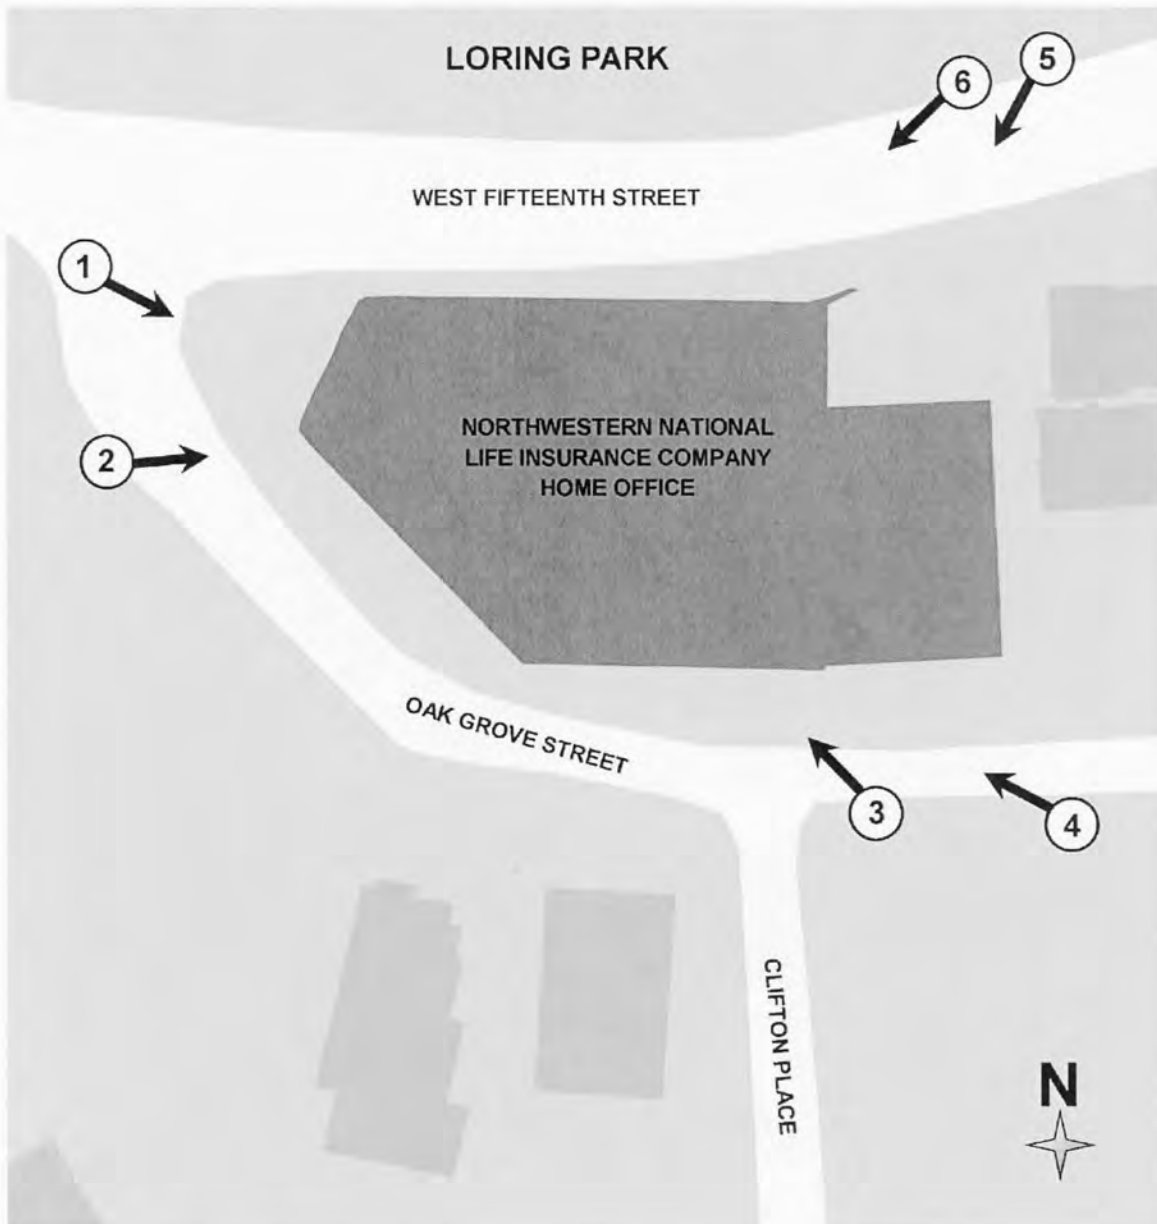 LORING PARK
5
6
WEST FIFTEENTH STREET
1
NORTHWESTERN NATIONAL
LIFE INSURANCE COMPANY
HOME OFFICE
2
OAK GROVE STREET
3
4
CLIFTON PLACE
N